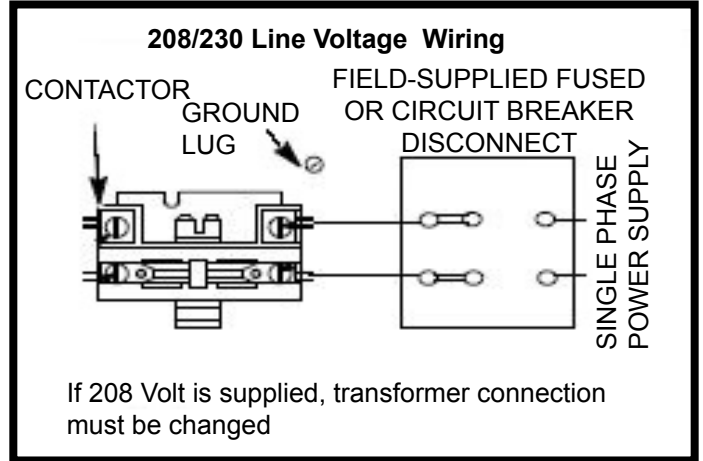 208/230 Line Voltage Wiring
CONTACTOR
GROUND
LUG
FIELD-SUPPLIED FUSED
OR CIRCUIT BREAKER
DISCONNECT
SINGLE PHASE
POWER SUPPLY
If 208 Volt is supplied, transformer connection
must be changed